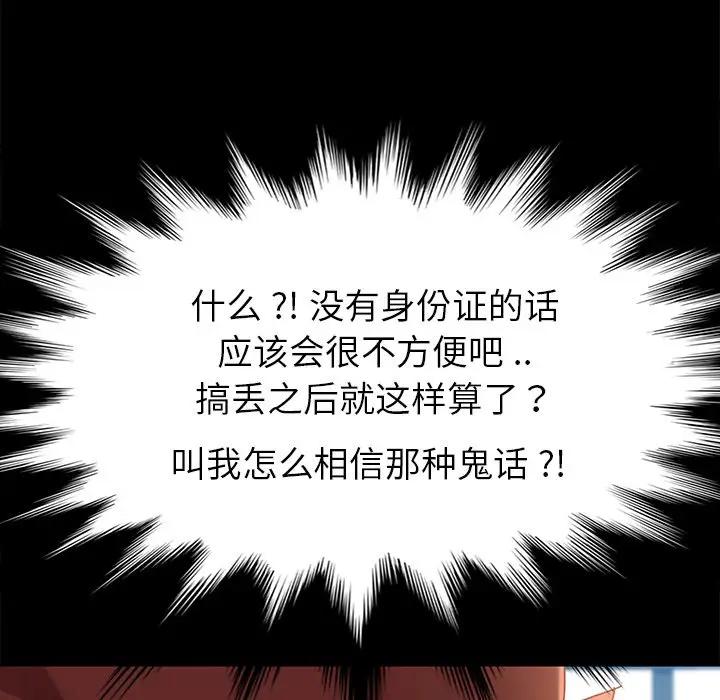 什么 ?! 没有身份证的话
应该会很不方便吧 ..
搞丢之后就这样算了？
叫我怎么相信那种鬼话 ?!